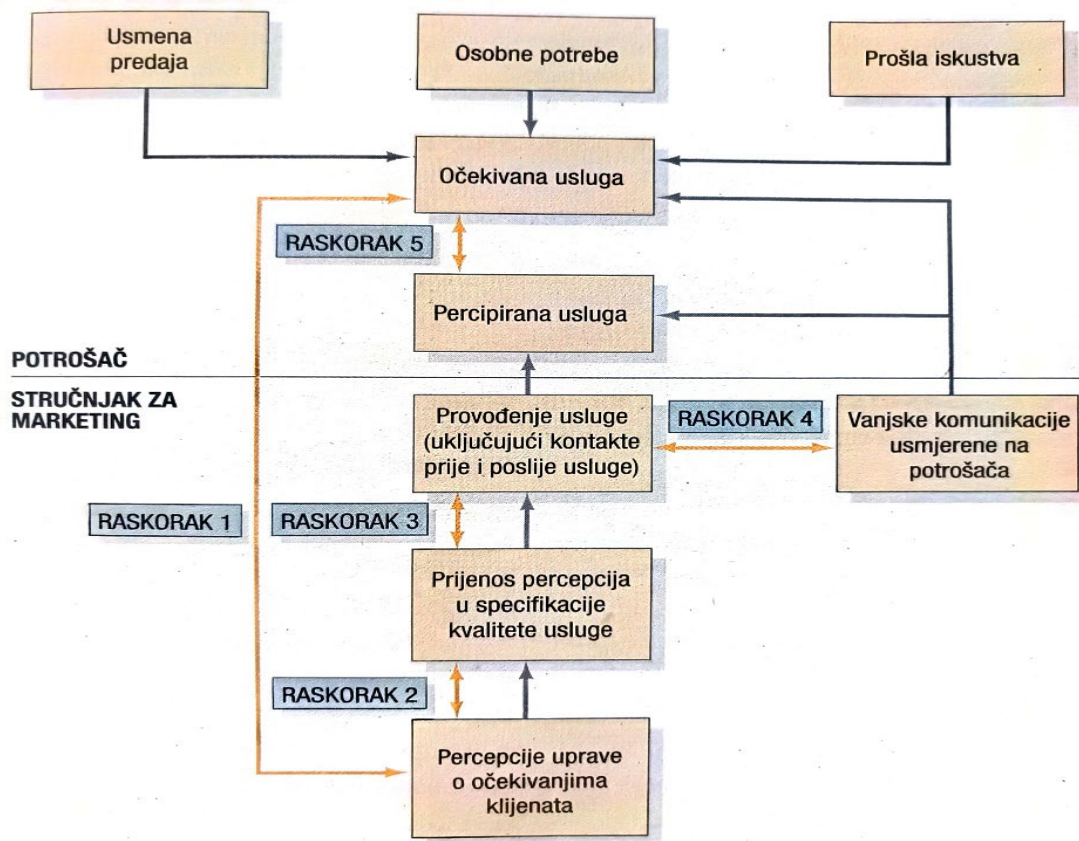 Usmena
predaja
Osobne potrebe
Prošla iskustva
Očekivana usluga
RASKORAK 5
Percipirana usluga
POTROŠAČ
STRUČNJAK ZA
MARKETING
Provođenje usluge
(uključujući kontakte
prije i poslije usluge)
RASKORAK 4
Vanjske komunikacije
usmjerene na
potrošača
RASKORAK 1
RASKORAK 3
Prijenos percepcija
u specifikacije
kvalitete usluge
RASKORAK 2
Percepcije uprave
o očekivanjima
klijenata